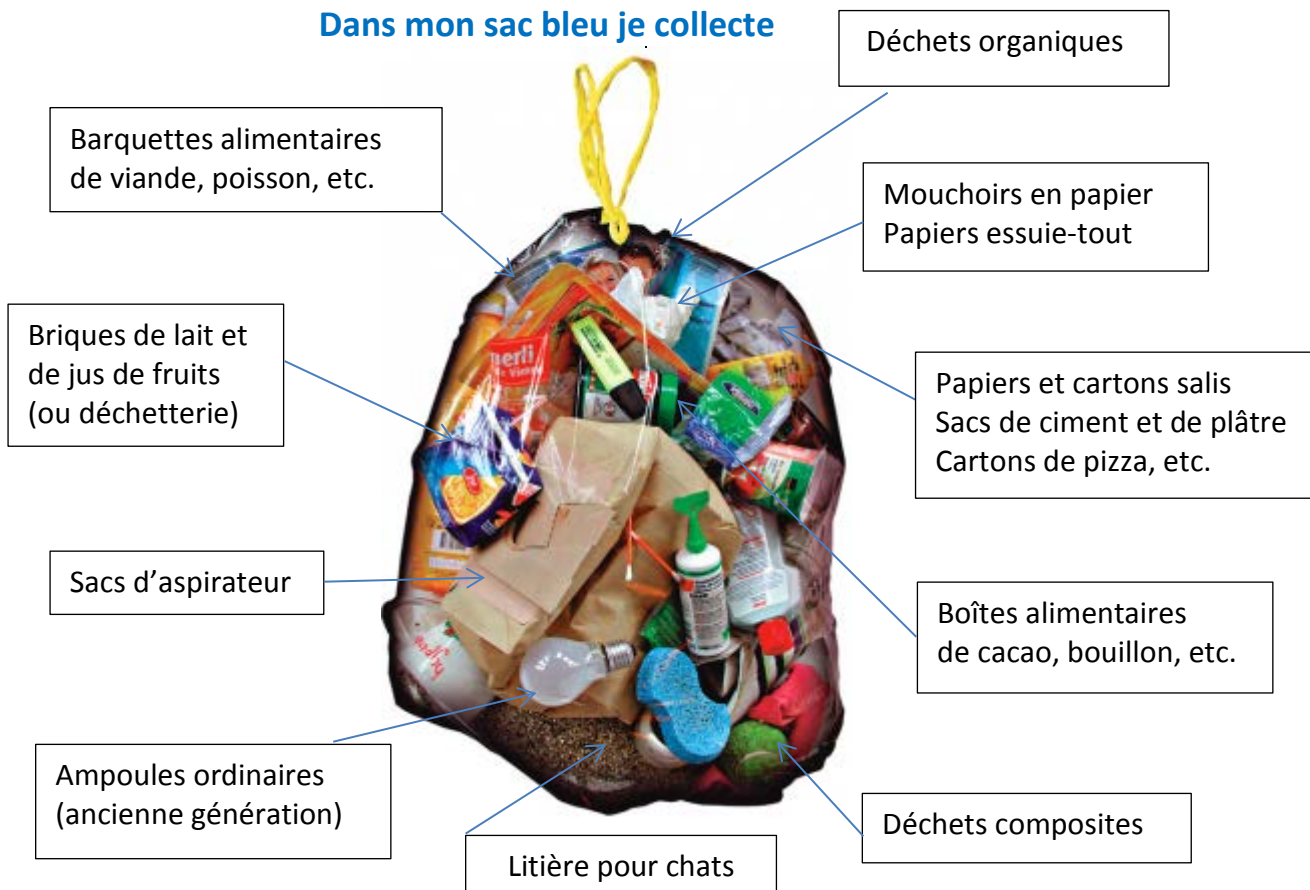 Dans mon sac bleu je collecte
Déchets organiques
Barquettes alimentaires
de viande, poisson, etc.
Mouchoirs en papier
Papiers essuie-tout
Briques de lait et
de jus de fruits
(ou déchetterie)
Papiers et cartons salis
Sacs de ciment et de plâtre
Cartons de pizza, etc.
Sacs d’aspirateur
Boîtes alimentaires
de cacao, bouillon, etc.
Ampoules ordinaires
(ancienne génération)
Déchets composites
Litière pour chats